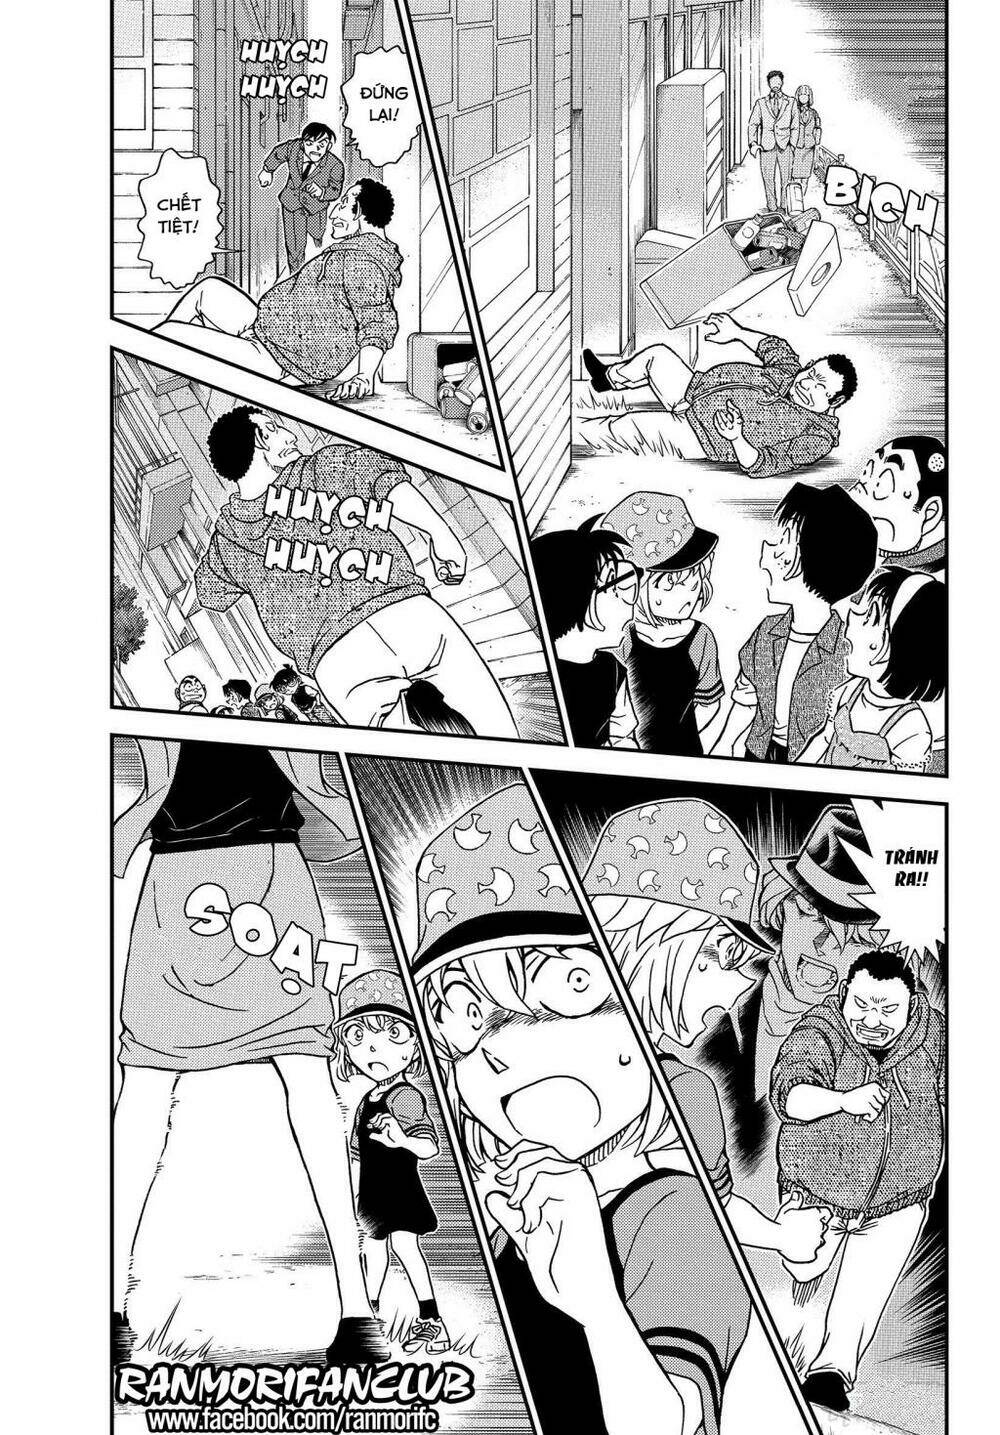 BỊCH
HUỴCH
HUỴCH
ĐỨNG
LẠI!
CHẾT
TIỆT!
HUỴCH
HUỴCH
TRÁNH
RA!!
SOẠT
RANMORIFANCLUB
www.facebook.com/ranmorifc